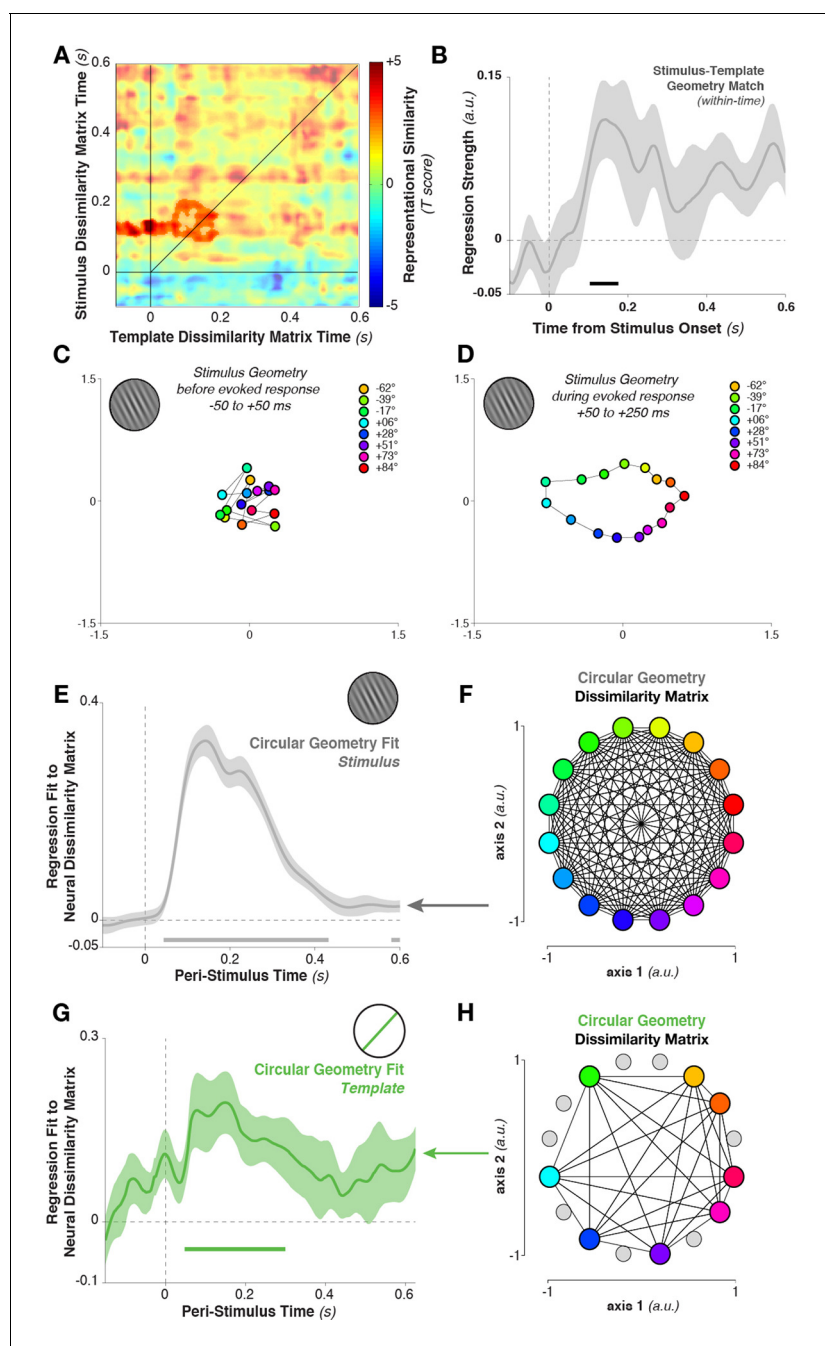 A
Stimulus Dissimilarity Matrix Time (s)
0.6
0.4
0.2
0
0
0.2
0.4
0.6
Template Dissimilarity Matrix Time (s)
+5
0
-5
Representational Similarity
(T score)
B
Stimulus-Template
Geometry Match
(within-time)
Regression Strength (a.u.)
0.15
0
-0.05
0
0.2
0.4
0.6
Time from Stimulus Onset (s)
C
Stimulus Geometry
before evoked response
-50 to +50 ms
-62°
-39°
-17°
+06°
+28°
+51°
+73°
+84°
1.5
0
-1.5
-1.5
0
1.5
D
Stimulus Geometry
during evoked response
+50 to +250 ms
-62°
-39°
-17°
+06°
+28°
+51°
+73°
+84°
1.5
0
-1.5
-1.5
0
1.5
E
Regression Fit to
Neural Dissimilarity Matrix
0.4
0
-0.05
Circular Geometry Fit
Stimulus
0
0.2
0.4
0.6
Peri-Stimulus Time (s)
F
Circular Geometry
Dissimilarity Matrix
axis 2 (a.u.)
1
-1
-1
1
axis 1 (a.u.)
G
Regression Fit to
Neural Dissimilarity Matrix
0.3
0
-0.1
Circular Geometry Fit
Template
0
0.2
0.4
0.6
Peri-Stimulus Time (s)
H
Circular Geometry
Dissimilarity Matrix
axis 2 (a.u.)
1
-1
-1
1
axis 1 (a.u.)